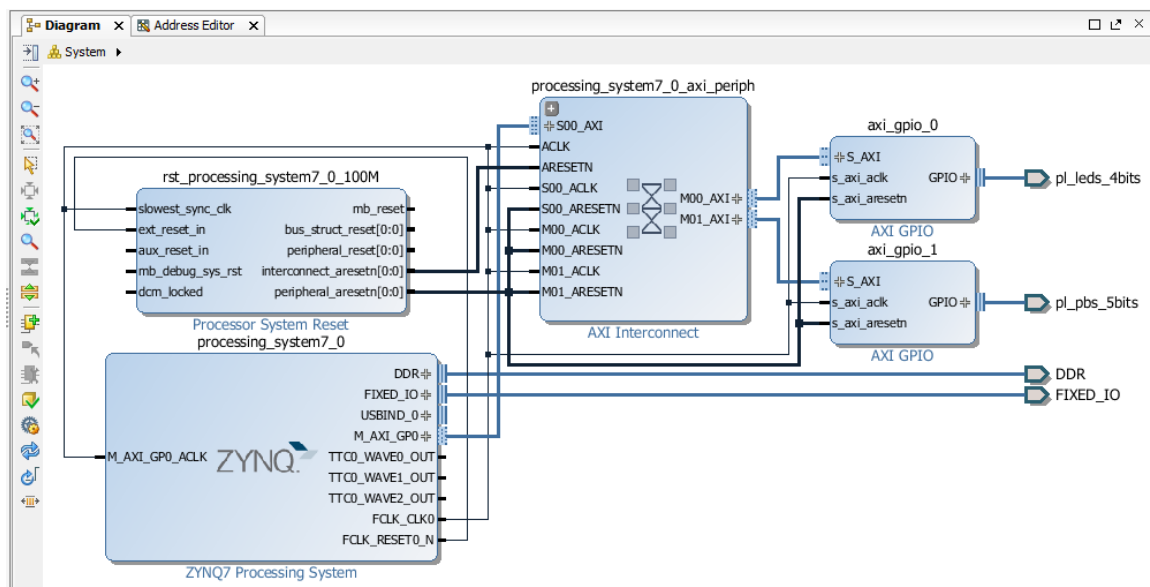 Diagram
Address Editor
System
processing_system7_0_axi_periph
S00_AXI
ACLK
ARESETN
S00_ACLK
S00_ARESETN
M00_ACLK
M00_ARESETN
M01_ACLK
M01_ARESETN
M00_AXI
M01_AXI
AXI Interconnect
axi_gpio_0
S_AXI
s_axi_aclk
s_axi_aresetn
GPIO
AXI GPIO
pl_leds_4bits
axi_gpio_1
S_AXI
s_axi_aclk
s_axi_aresetn
GPIO
AXI GPIO
pl_pbs_5bits
rst_processing_system7_0_100M
slowest_sync_clk
ext_reset_in
aux_reset_in
mb_debug_sys_rst
dcm_locked
mb_reset
bus_struct_reset[0:0]
peripheral_reset[0:0]
interconnect_aresetn[0:0]
peripheral_aresetn[0:0]
Processor System Reset
processing_system7_0
M_AXI_GP0_ACLK
ZYNQ
DDR
FIXED_IO
USBIND_0
M_AXI_GP0
TTC0_WAVE0_OUT
TTC0_WAVE1_OUT
TTC0_WAVE2_OUT
FCLK_CLK0
FCLK_RESET0_N
ZYNQ7 Processing System
DDR
FIXED_IO